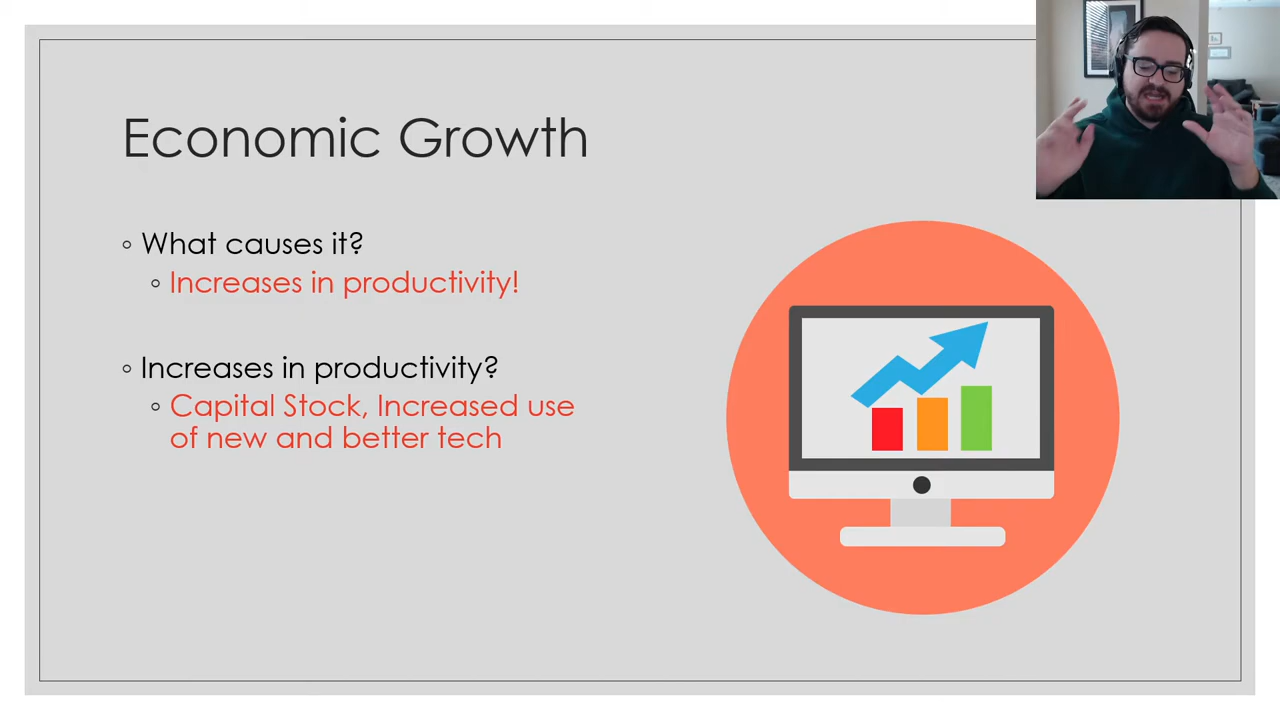 Economic Growth
What causes it?
Increases in productivity!
Increases in productivity?
Capital Stock, Increased use
of new and better tech